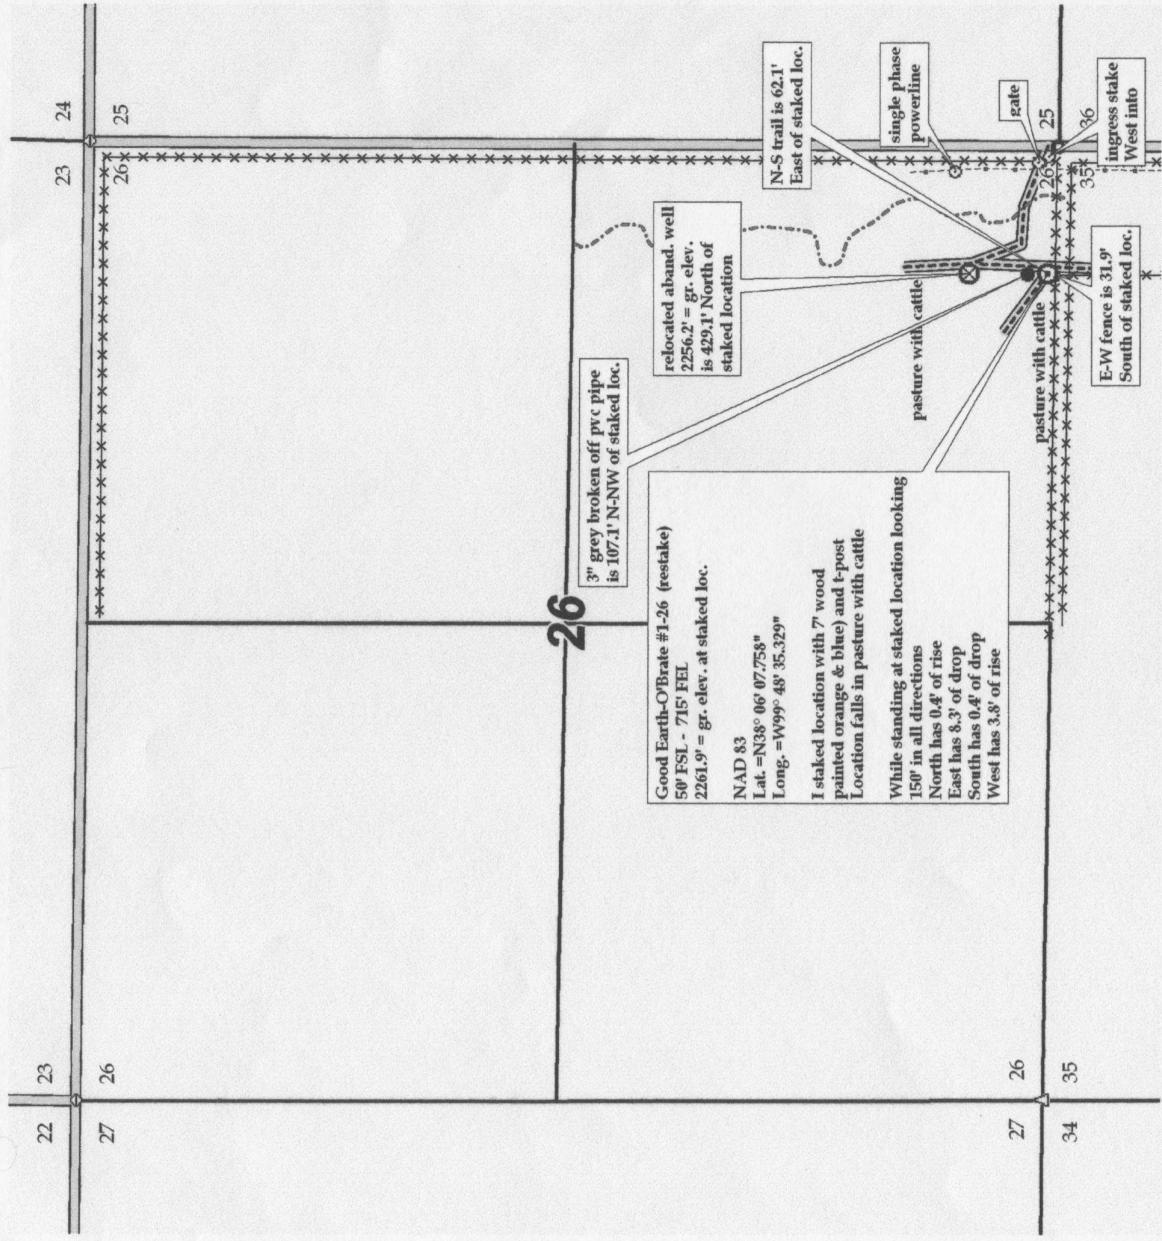 22 23
23 24
27 26
26 25
26
3" grey broken off pvc pipe
is 107.1' N-NW of staked loc.
relocated aband. well
2256.2' = gr. elev.
is 429.1' North of
staked location
N-S trail is 62.1'
East of staked loc.
single phase
powerline
gate
Good Earth-O'Brate #1-26 (restake)
50' FSL - 715' FEL
2261.9' = gr. elev. at staked loc.
NAD 83
Lat. =N38° 06' 07.758"
Long. =W99° 48' 35.329"
I staked location with 7' wood
painted orange & blue) and t-post
Location falls in pasture with cattle
While standing at staked location looking
150' in all directions
North has 0.4' of rise
East has 8.3' of drop
South has 0.4' of drop
West has 3.8' of rise
pasture with cattle
pasture with cattle
27 26
26 25
34 35
35 36
E-W fence is 31.9'
South of staked loc.
ingress stake
West into